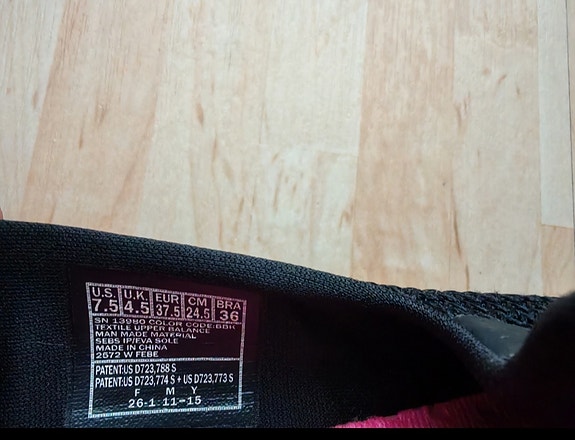 U.S. U.K. EUR CM BRA
7.5 4.5 37.5 24.5 36
SN 13980 COLOR CODE:BBK
TEXTILE UPPER BALANCE
MAN MADE MATERIAL
SEBS IP/EVA SOLE
MADE IN CHINA
2572 W FEBE
PATENT:US D723,788 S
PATENT:US D723,774 S + US D723,773 S
F M Y
26-1 11-15